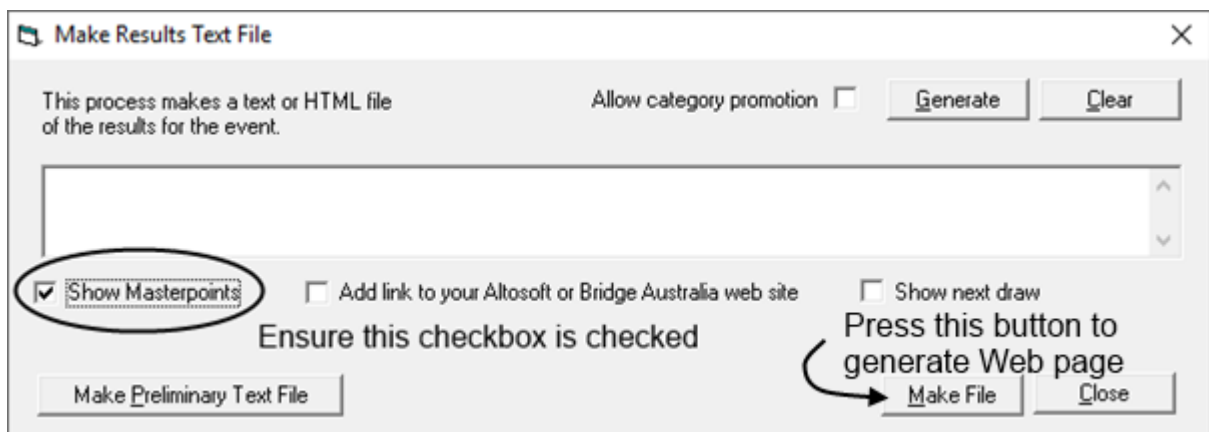 Make Results Text File
This process makes a text or HTML file
of the results for the event.
Allow category promotion
Generate
Clear
Show Masterpoints
Add link to your Altosoft or Bridge Australia web site
Show next draw
Ensure this checkbox is checked
Press this button to
generate Web page
Make Preliminary Text File
Make File
Close